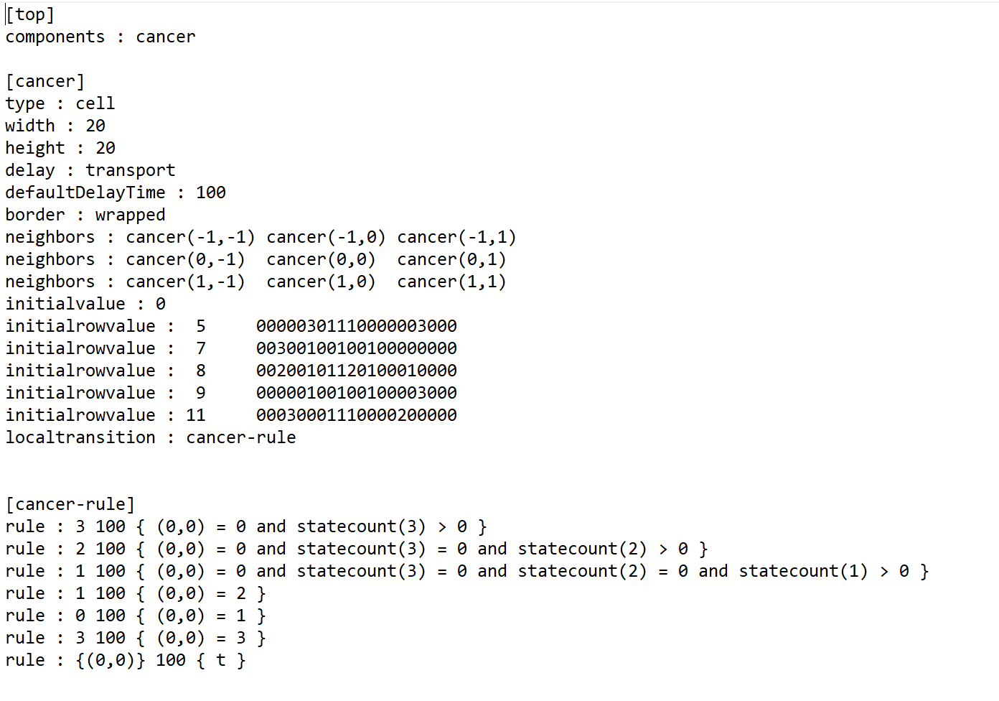 [top]
components : cancer
[cancer]
type : cell
width : 20
height : 20
delay : transport
defaultDelayTime : 100
border : wrapped
neighbors : cancer(-1,-1) cancer(-1,0) cancer(-1,1)
neighbors : cancer(0,-1)  cancer(0,0)  cancer(0,1)
neighbors : cancer(1,-1)  cancer(1,0)  cancer(1,1)
initialvalue : 0
initialrowvalue :  5     00000301110000003000
initialrowvalue :  7     00300100100100000000
initialrowvalue :  8     00200101120100010000
initialrowvalue :  9     00000100100100003000
initialrowvalue : 11     00030001110000200000
localtransition : cancer-rule
[cancer-rule]
rule : 3 100 { (0,0) = 0 and statecount(3) > 0 }
rule : 2 100 { (0,0) = 0 and statecount(3) = 0 and statecount(2) > 0 }
rule : 1 100 { (0,0) = 0 and statecount(3) = 0 and statecount(2) = 0 and statecount(1) > 0 }
rule : 1 100 { (0,0) = 2 }
rule : 0 100 { (0,0) = 1 }
rule : 3 100 { (0,0) = 3 }
rule : {(0,0)} 100 { t }